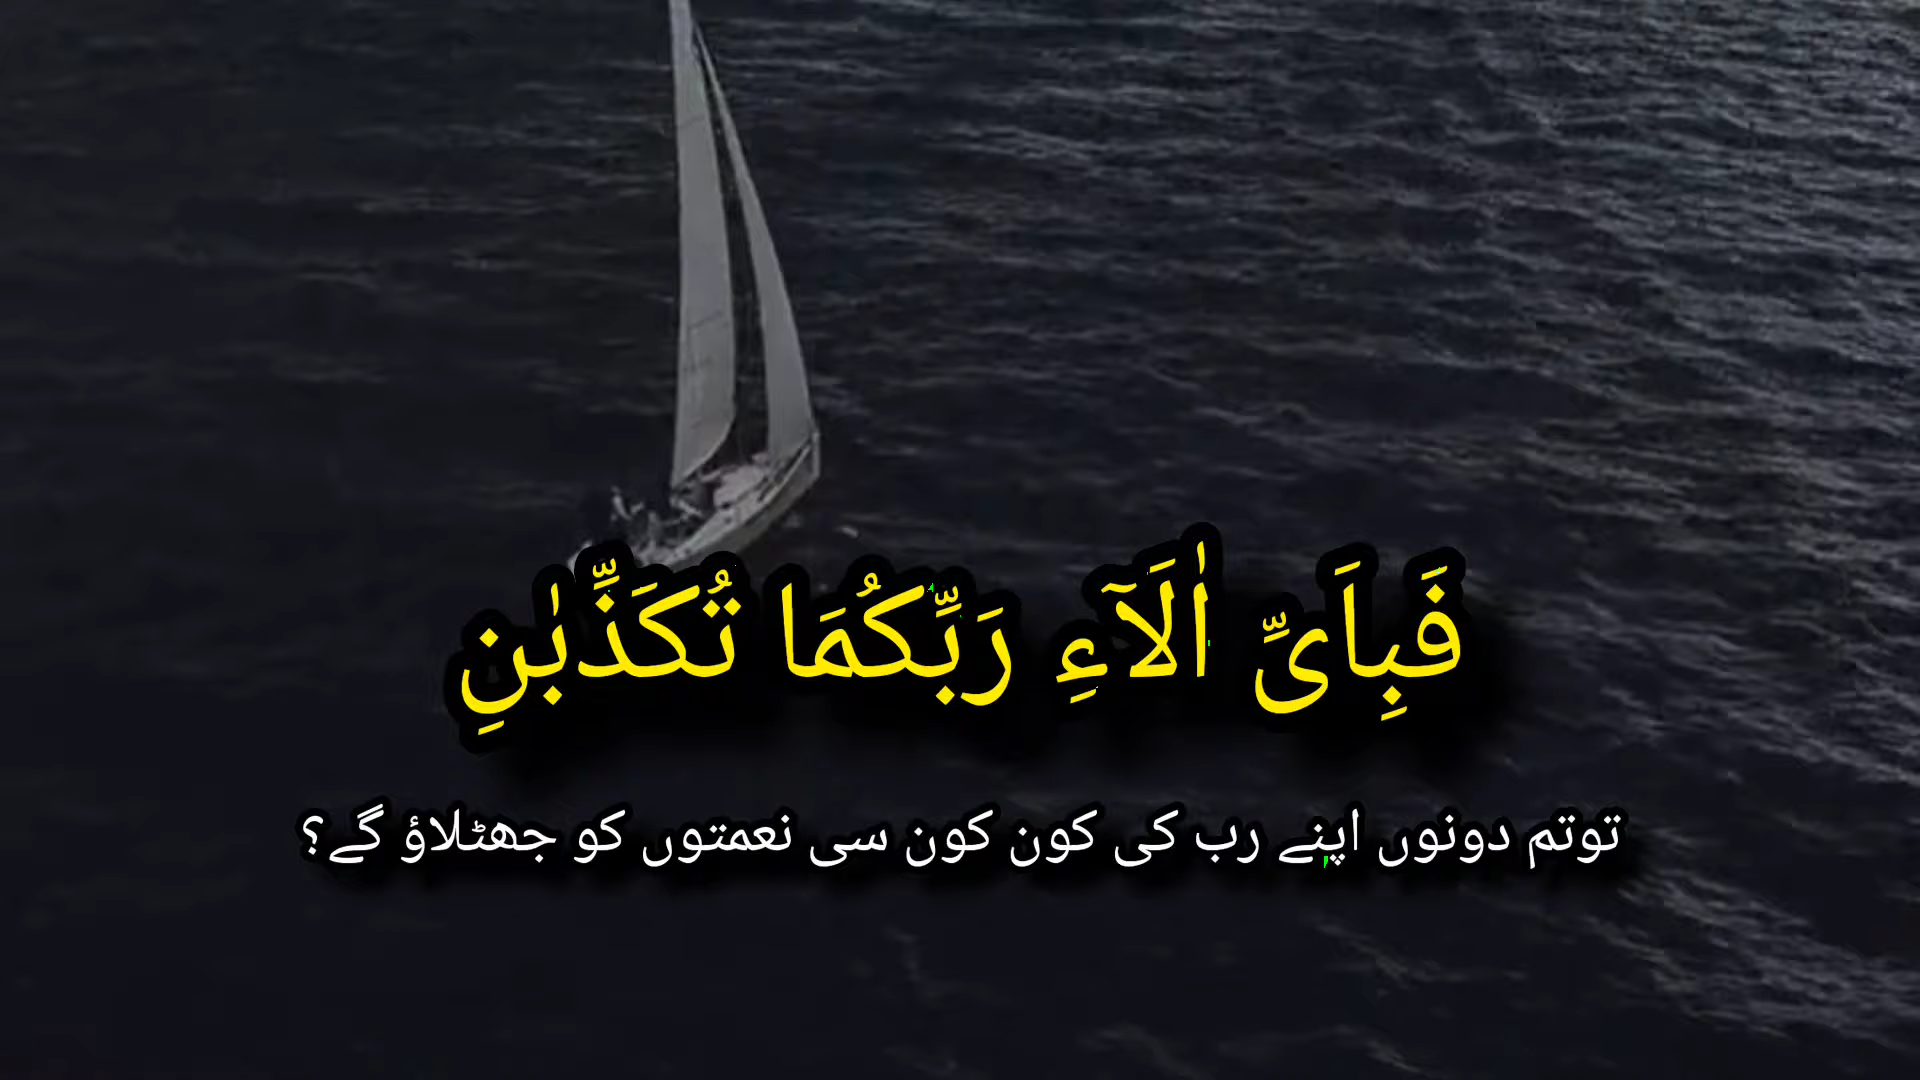 فَبِاَیِّ اٰلَآءِ رَبِّكُمَا تُكَذِّبٰنِ
توتم دونوں اپنے رب کی کون کون سی نعمتوں کو جھٹلاؤ گے؟